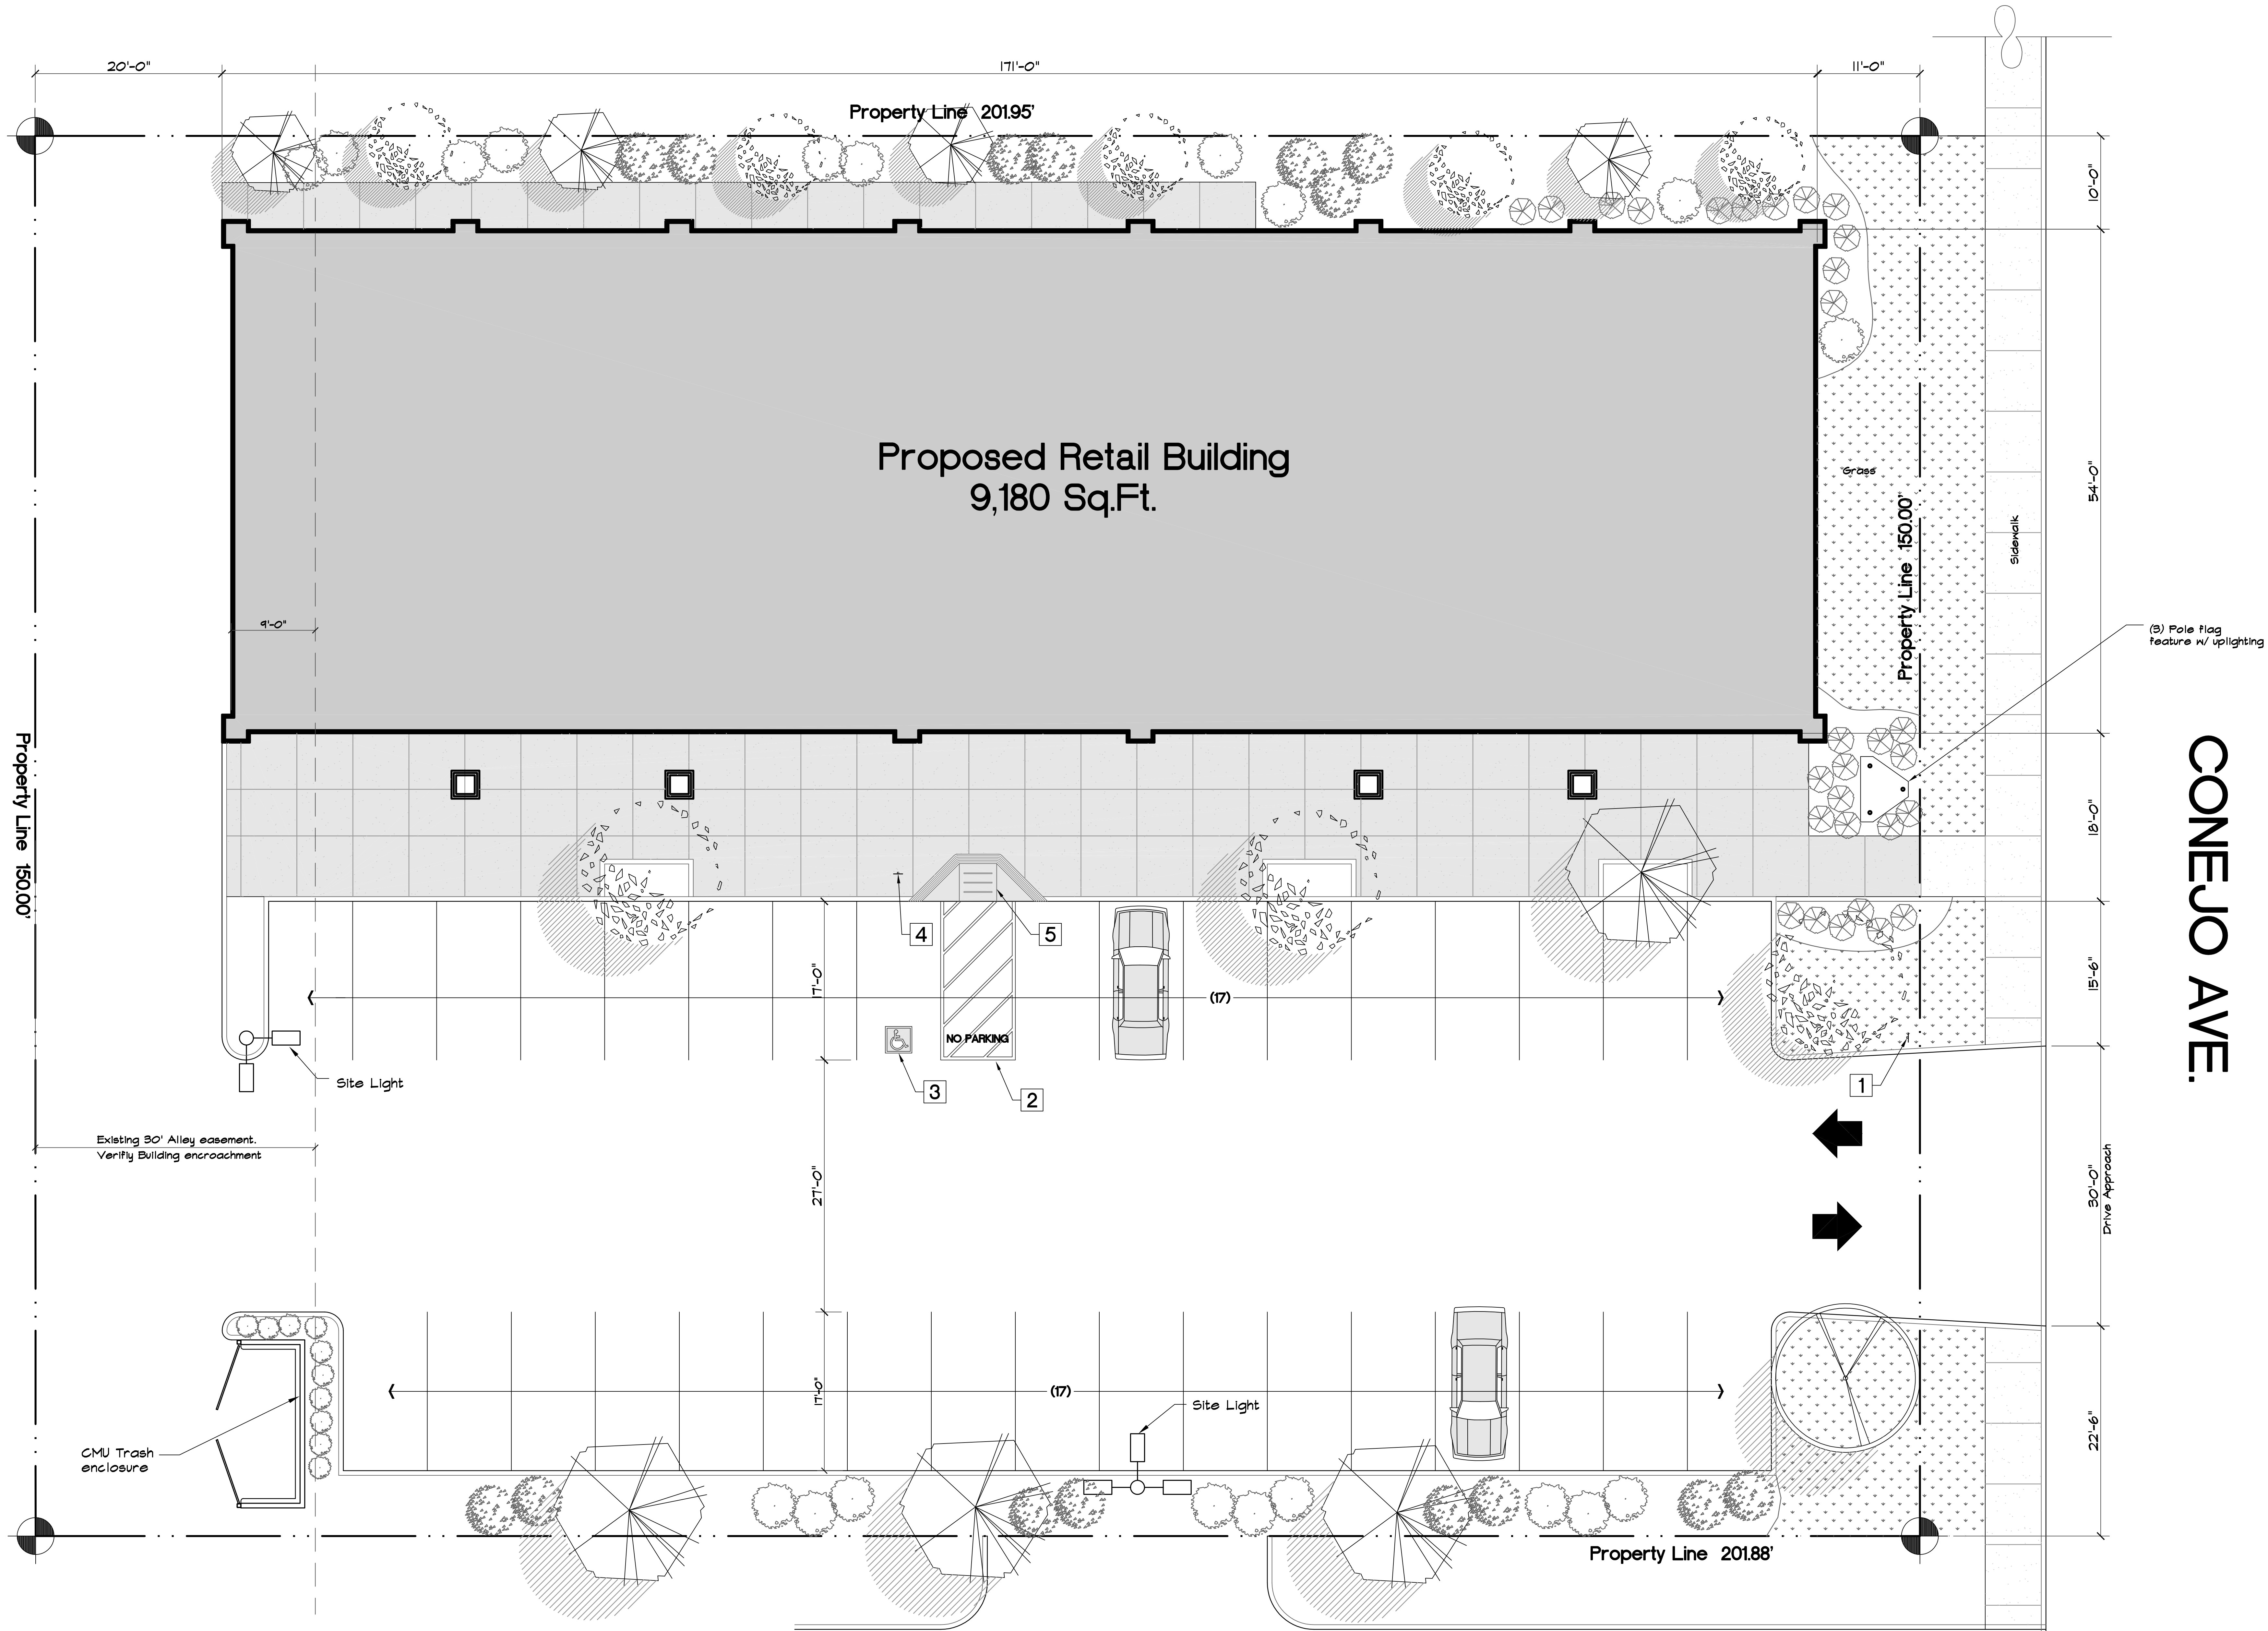 20'-0"
171'-0"
11'-0"
Property Line 201.95'
10'-0"
Proposed Retail Building
9,180 Sq.Ft.
Grass
54'-0"
Property Line 150.00'
Sidewalk
9'-0"
(3) Pole flag
feature w/ uplighting
CONEJO AVE.
Property Line 150.00'
18'-0"
4
5
17'-0"
(17)
15'-6"
NO PARKING
Site Light
3
2
1
Existing 30' Alley easement.
Verifiy Building encroachment
27'-0"
30'-0"
Drive Approach
17'-0"
(17)
Site Light
22'-6"
CMU Trash
enclosure
Property Line 201.88'